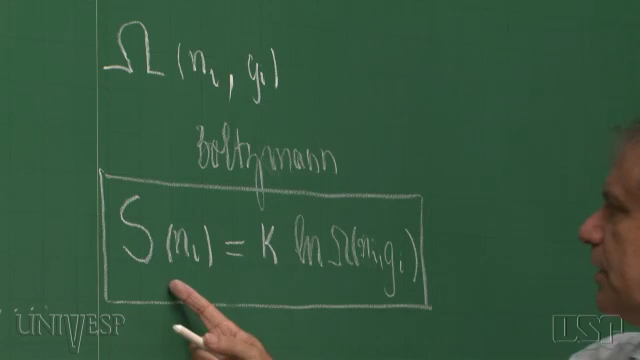 Ω (nᵢ, gᵢ)
Boltzmann
S (nᵢ) = K ln Ω(nᵢ, gᵢ)
UNIVESP
USP